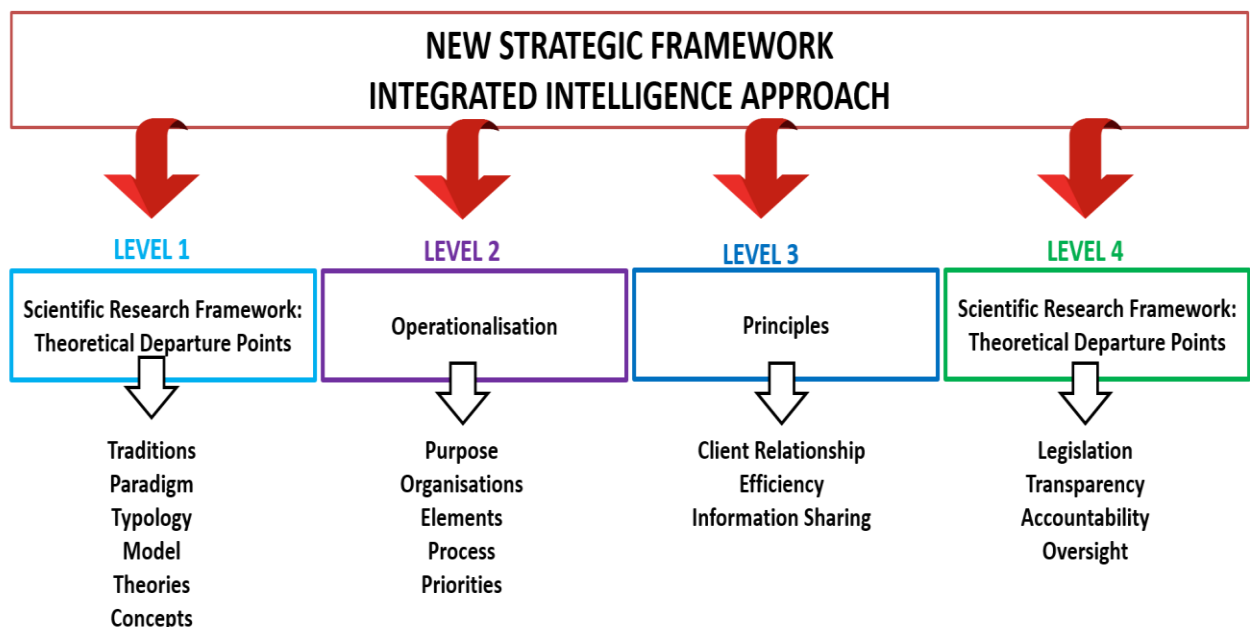 NEW STRATEGIC FRAMEWORK
INTEGRATED INTELLIGENCE APPROACH
LEVEL 1
Scientific Research Framework:
Theoretical Departure Points
Traditions
Paradigm
Typology
Model
Theories
Concepts
LEVEL 2
Operationalisation
Purpose
Organisations
Elements
Process
Priorities
LEVEL 3
Principles
Client Relationship
Efficiency
Information Sharing
LEVEL 4
Scientific Research Framework:
Theoretical Departure Points
Legislation
Transparency
Accountability
Oversight